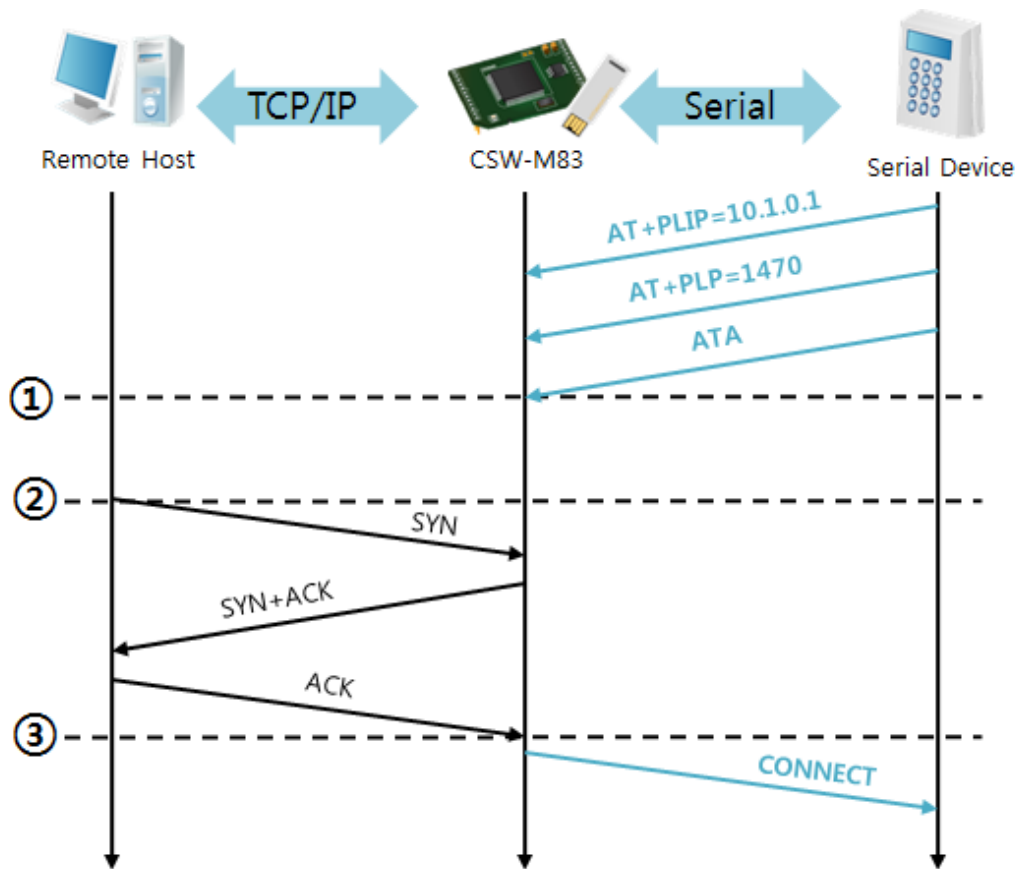 TCP/IP
Serial
Remote Host
CSW-M83
Serial Device
AT+PLIP=10.1.0.1
AT+PLP=1470
ATA
①
②
SYN
SYN+ACK
ACK
③
CONNECT